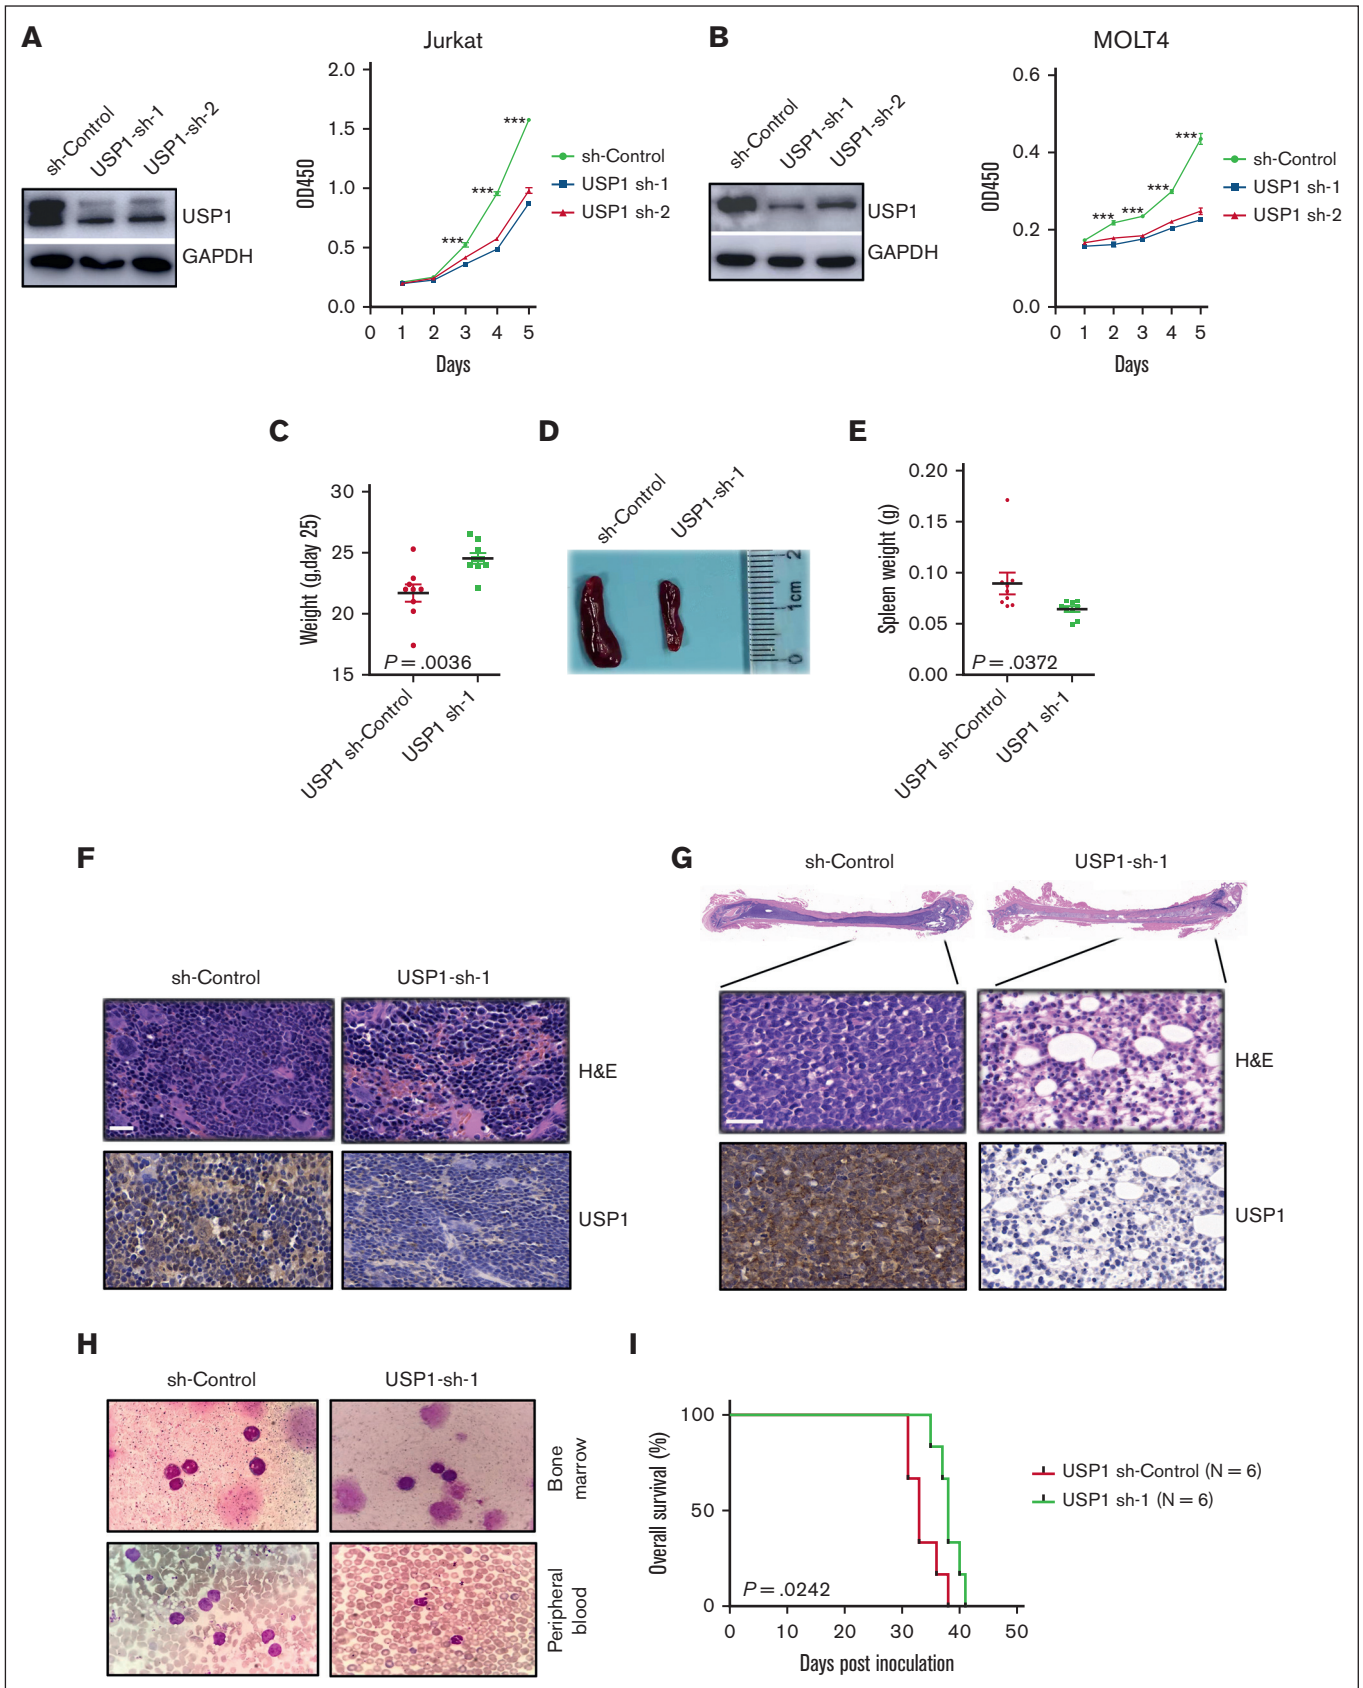 A
Jurkat
sh-Control
USP1-sh-1
USP1-sh-2
USP1
GAPDH
OD450
2.0
1.5
1.0
0.5
0.0
0 1 2 3 4 5
Days
***
***
***
sh-Control
USP1 sh-1
USP1 sh-2
B
MOLT4
sh-Control
USP1-sh-1
USP1-sh-2
USP1
GAPDH
OD450
0.6
0.4
0.2
0.0
0 1 2 3 4 5
Days
***
***
***
***
sh-Control
USP1 sh-1
USP1 sh-2
C
Weight (g,day 25)
30
25
20
15
P = .0036
USP1 sh-Control
USP1 sh-1
D
sh-Control
USP1-sh-1
2
1cm
0
E
Spleen weight (g)
0.20
0.15
0.10
0.05
0.00
P = .0372
USP1 sh-Control
USP1 sh-1
F
sh-Control
USP1-sh-1
H&E
USP1
G
sh-Control
USP1-sh-1
H&E
USP1
H
sh-Control
USP1-sh-1
Bone
marrow
Peripheral
blood
I
Overall survival (%)
100
50
0
P = .0242
0 10 20 30 40 50
Days post inoculation
USP1 sh-Control (N = 6)
USP1 sh-1 (N = 6)